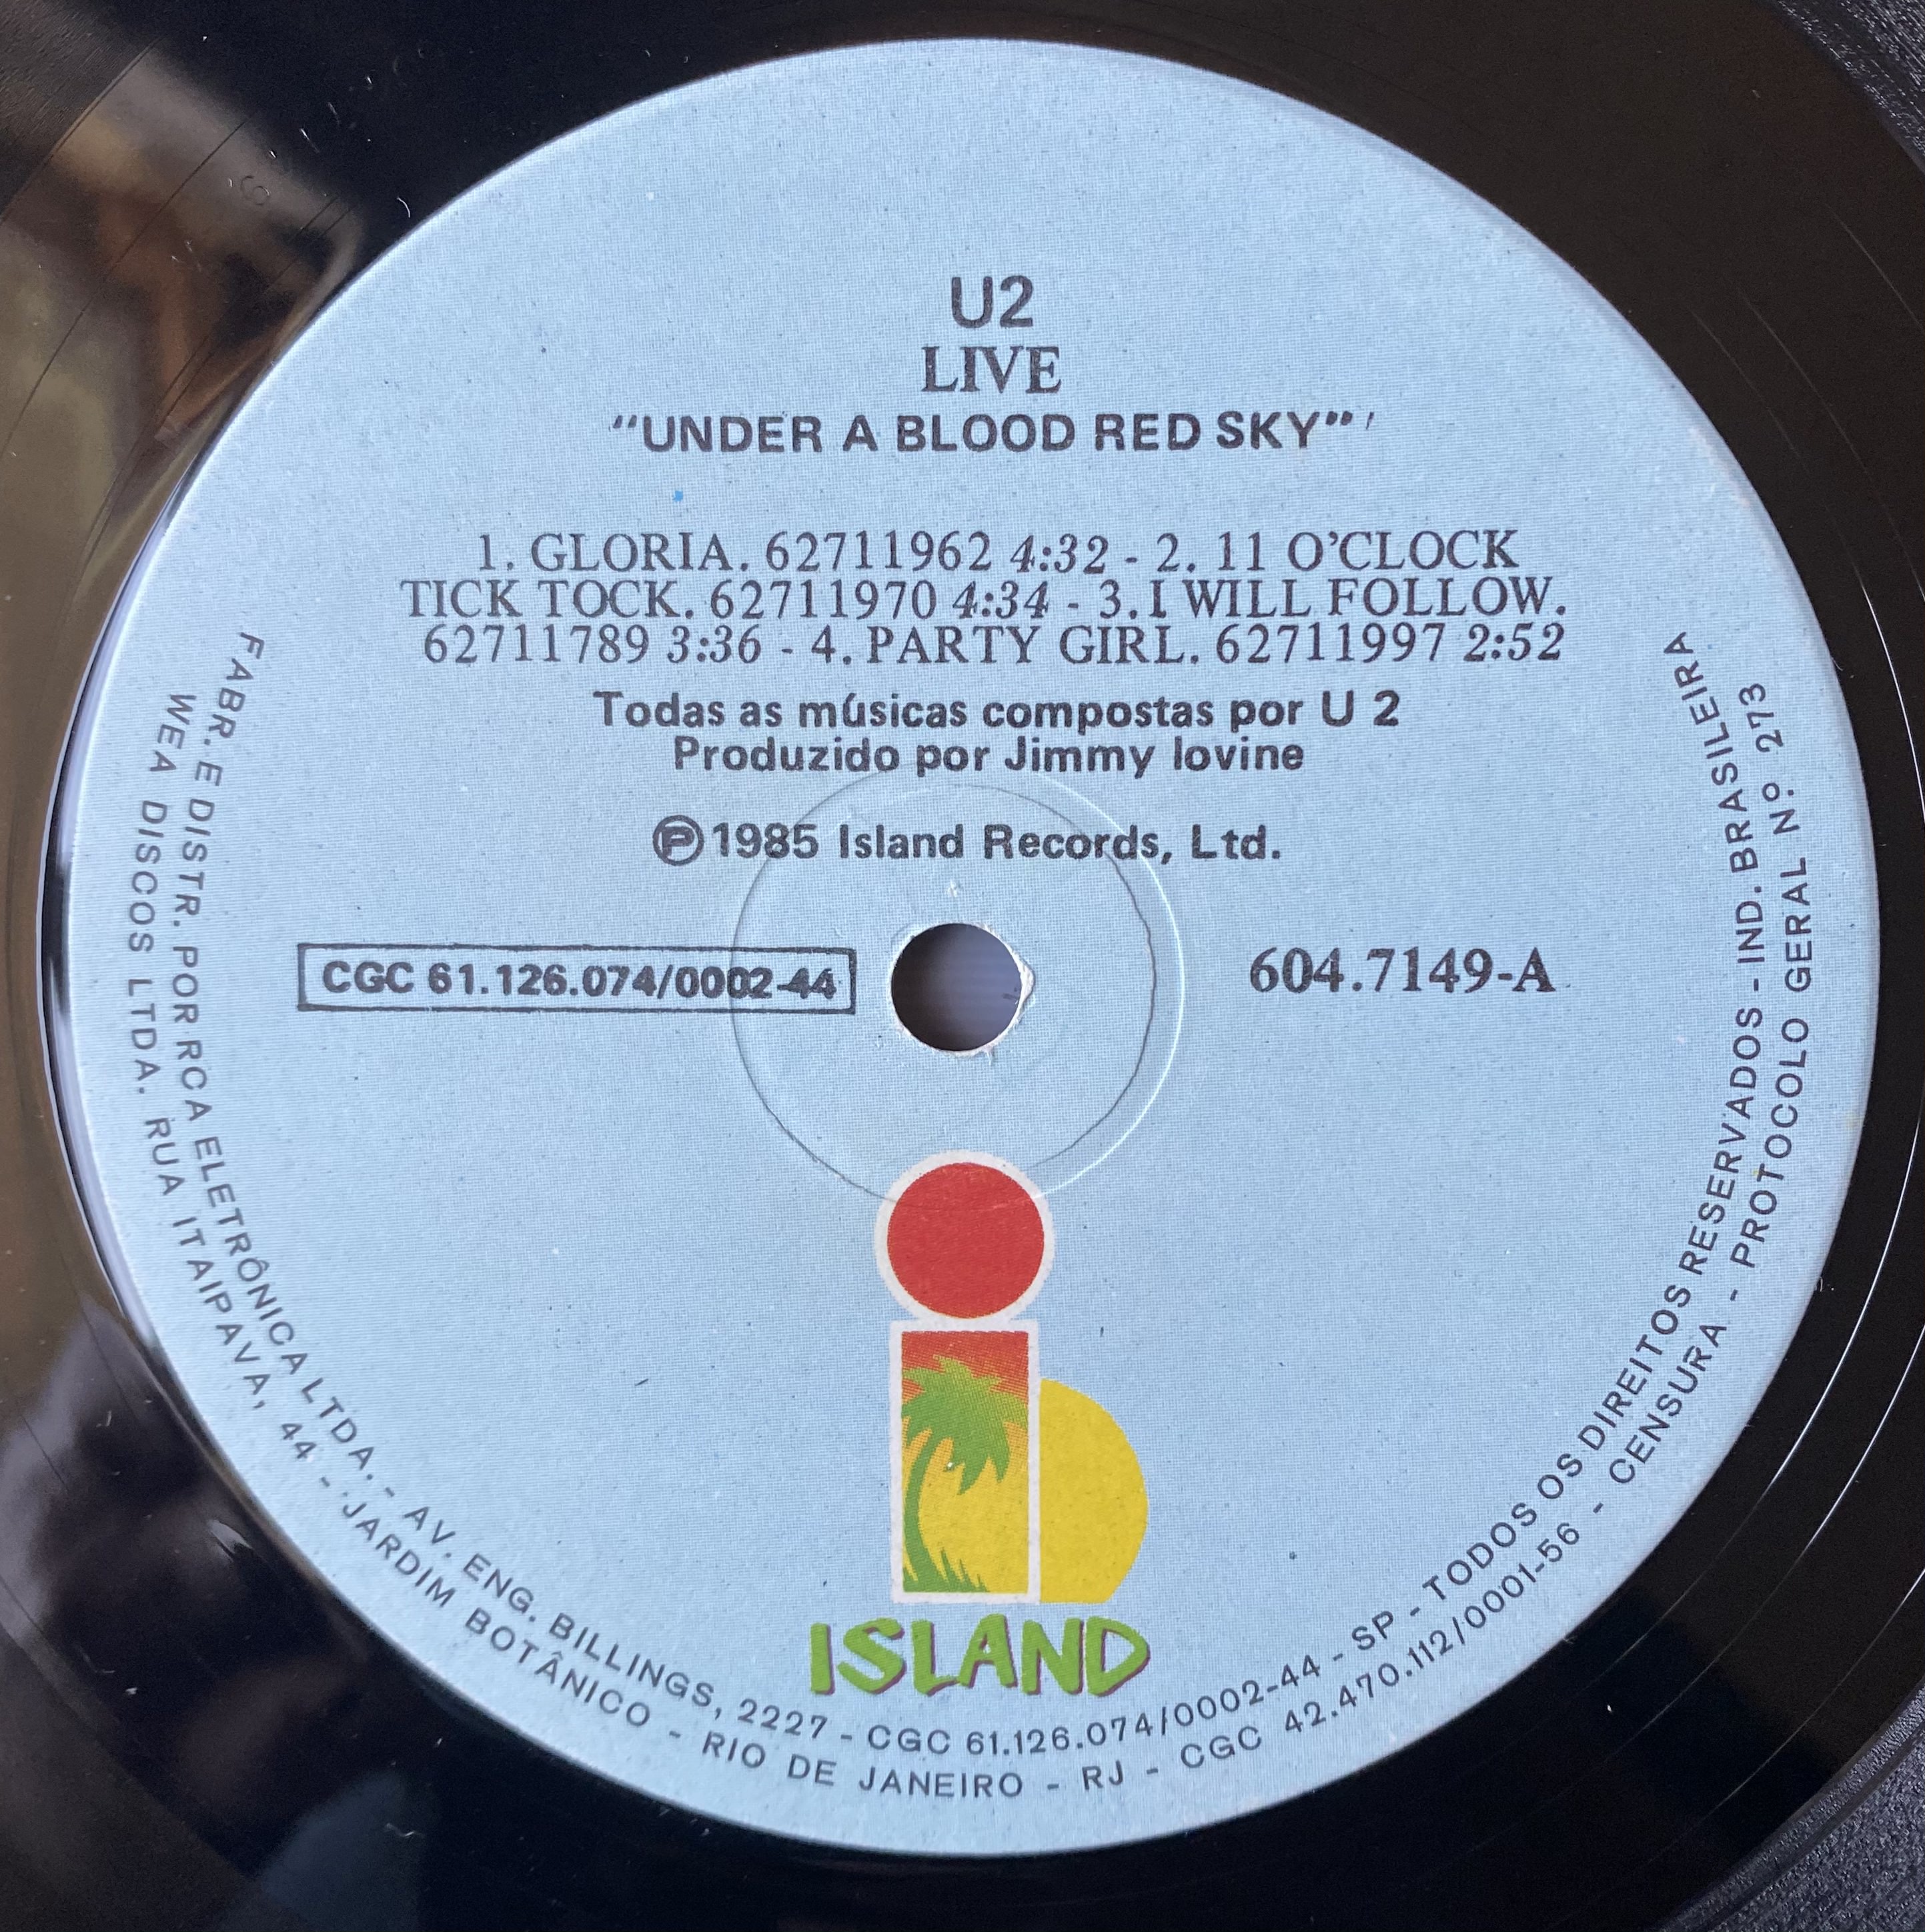 U2
LIVE
"UNDER A BLOOD RED SKY"'
1. GLORIA. 62711962 4:32 - 2. 11 O'CLOCK
TICK TOCK. 62711970 4:34 - 3. I WILL FOLLOW.
62711789 3:36 - 4. PARTY GIRL. 62711997 2:52
Todas as músicas compostas por U 2
Produzido por Jimmy Iovine
Ⓟ1985 Island Records, Ltd.
CGC 61.126.074/0002-44
604.7149-A
ISLAND
FABR. E DISTR. POR RCA ELETRÔNICA LTDA. - AV. ENG. BILLINGS, 2227 - CGC 61.126.074/0002-44 - SP - TODOS OS DIREITOS RESERVADOS - IND. BRASILEIRA
WEA DISCOS LTDA. RUA ITAIPAVA, 44 - JARDIM BOTÂNICO - RIO DE JANEIRO - RJ - CGC 42.470.112/0001-56 - CENSURA - PROTOCOLO GERAL Nº 273